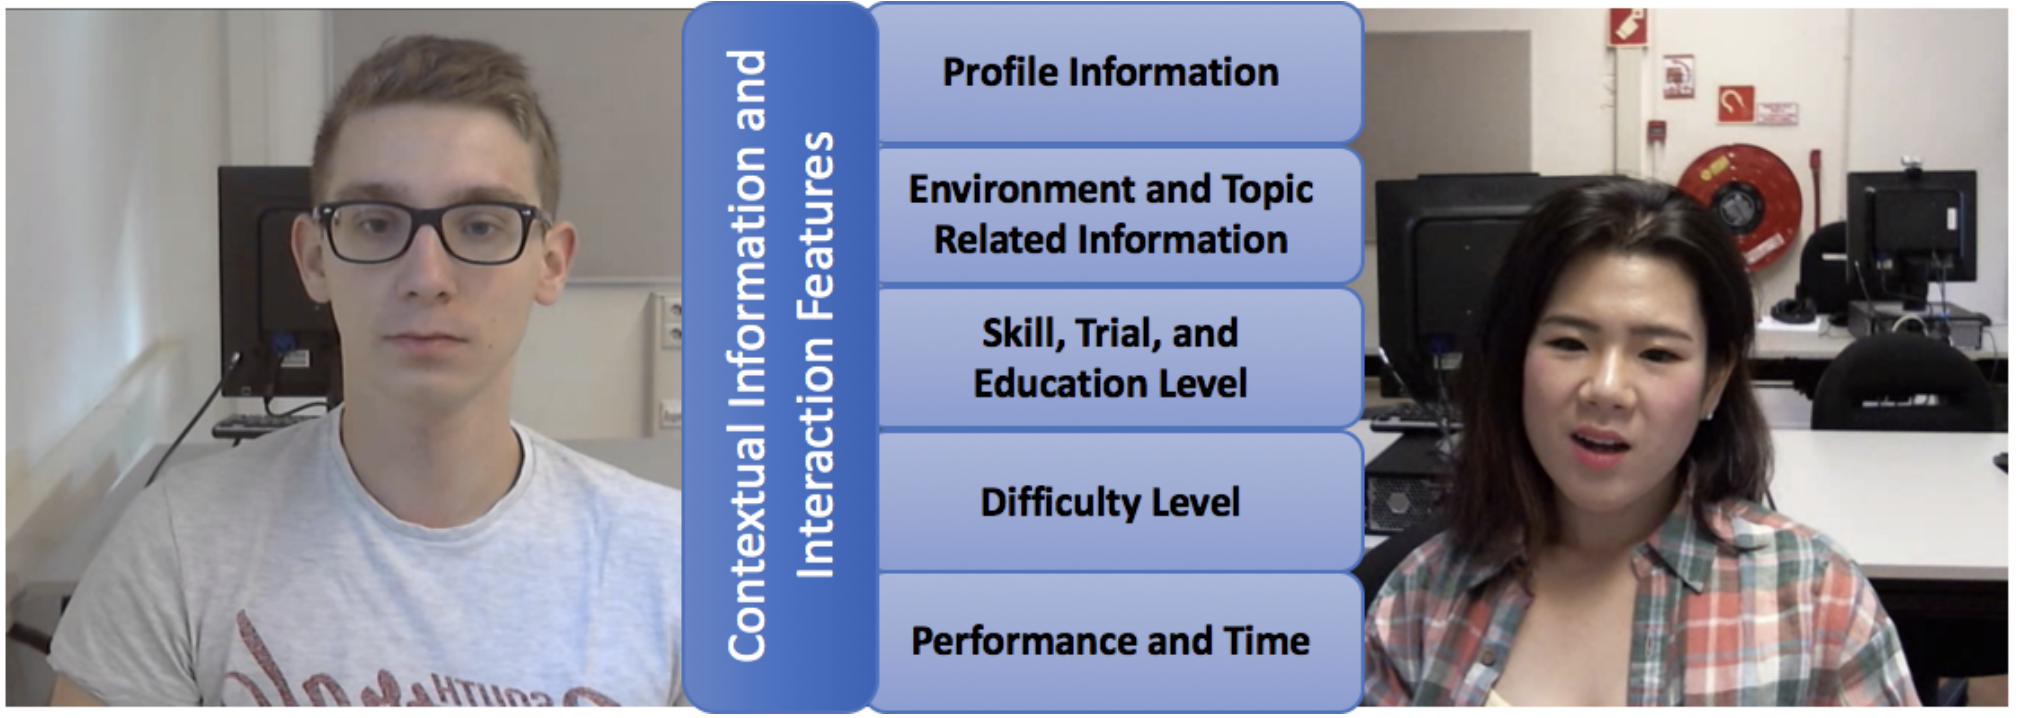 Contextual Information and
Interaction Features
Profile Information
Environment and Topic
Related Information
Skill, Trial, and
Education Level
Difficulty Level
Performance and Time